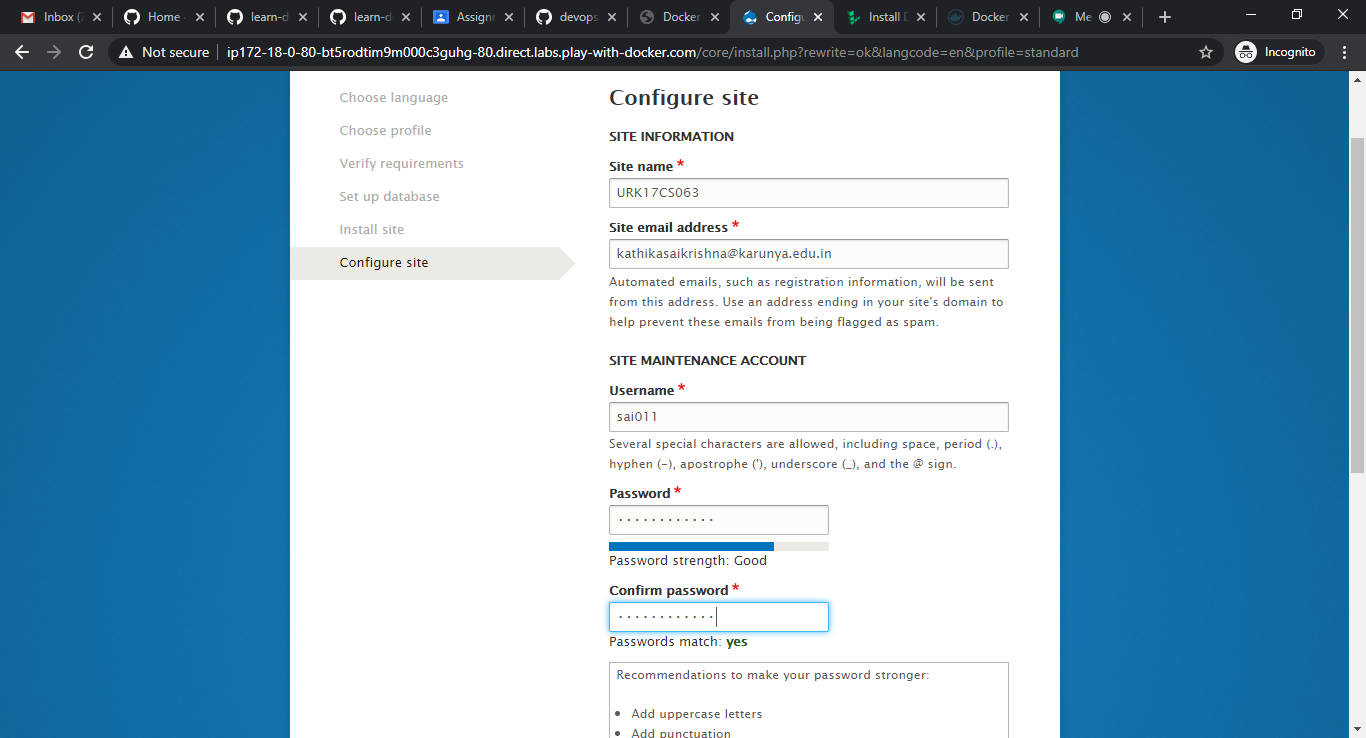 Inbox (2
Home
learn-d
learn-d
Assignm
devops
Docker
Configu
Install D
Docker
Me
Not secure
ip172-18-0-80-bt5rodtim9m000c3guhg-80.direct.labs.play-with-docker.com/core/install.php?rewrite=ok&langcode=en&profile=standard
Incognito
Choose language
Choose profile
Verify requirements
Set up database
Install site
Configure site
Configure site
SITE INFORMATION
Site name *
URK17CS063
Site email address *
kathikasaikrishna@karunya.edu.in
Automated emails, such as registration information, will be sent
from this address. Use an address ending in your site's domain to
help prevent these emails from being flagged as spam.
SITE MAINTENANCE ACCOUNT
Username *
sai011
Several special characters are allowed, including space, period (.),
hyphen (-), apostrophe ('), underscore (_), and the @ sign.
Password *
············
Password strength: Good
Confirm password *
············
Passwords match: yes
Recommendations to make your password stronger:
• Add uppercase letters
• Add punctuation